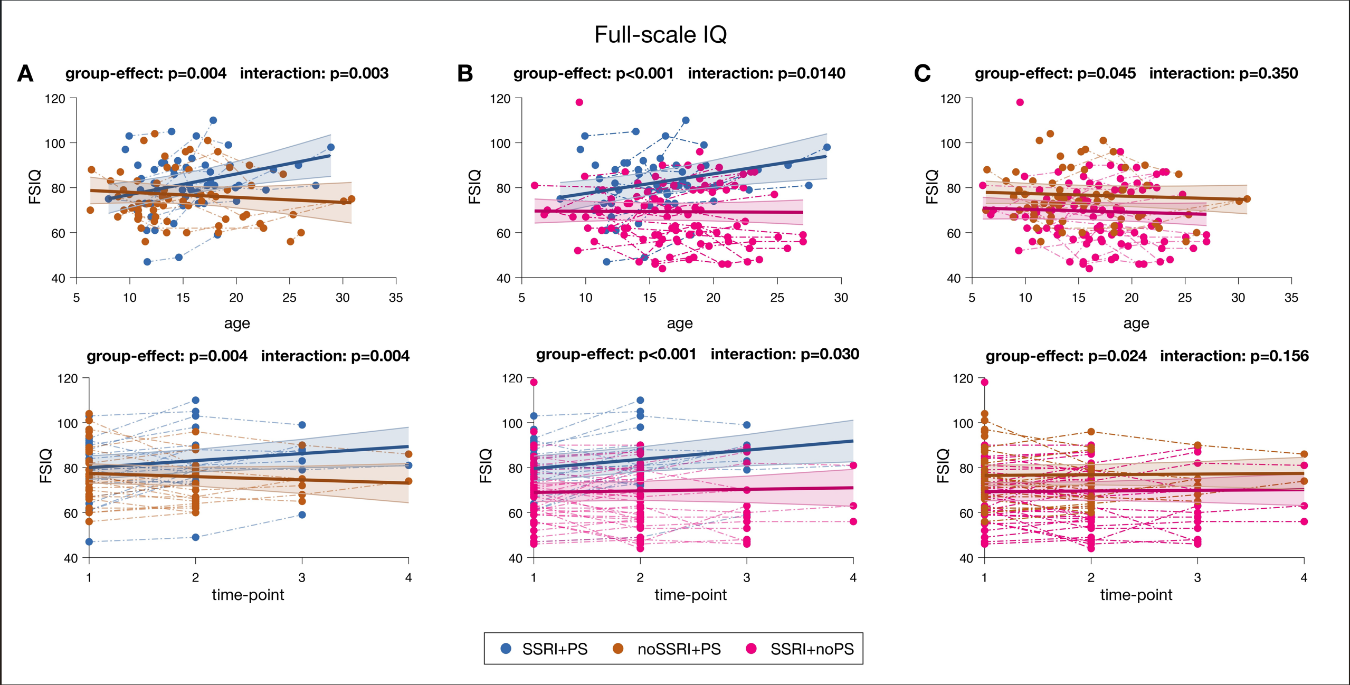 Full-scale IQ
A
group-effect: p=0.004 interaction: p=0.003
FSIQ
120
100
80
60
40
5 10 15 20 25 30 35
age
B
group-effect: p<0.001 interaction: p=0.0140
FSIQ
120
100
80
60
40
5 10 15 20 25 30
age
C
group-effect: p=0.045 interaction: p=0.350
FSIQ
120
100
80
60
40
5 10 15 20 25 30 35
age
group-effect: p=0.004 interaction: p=0.004
FSIQ
120
100
80
60
40
1 2 3 4
time-point
group-effect: p<0.001 interaction: p=0.030
FSIQ
120
100
80
60
40
1 2 3 4
time-point
group-effect: p=0.024 interaction: p=0.156
FSIQ
120
100
80
60
40
1 2 3 4
time-point
SSRI+PS noSSRI+PS SSRI+noPS